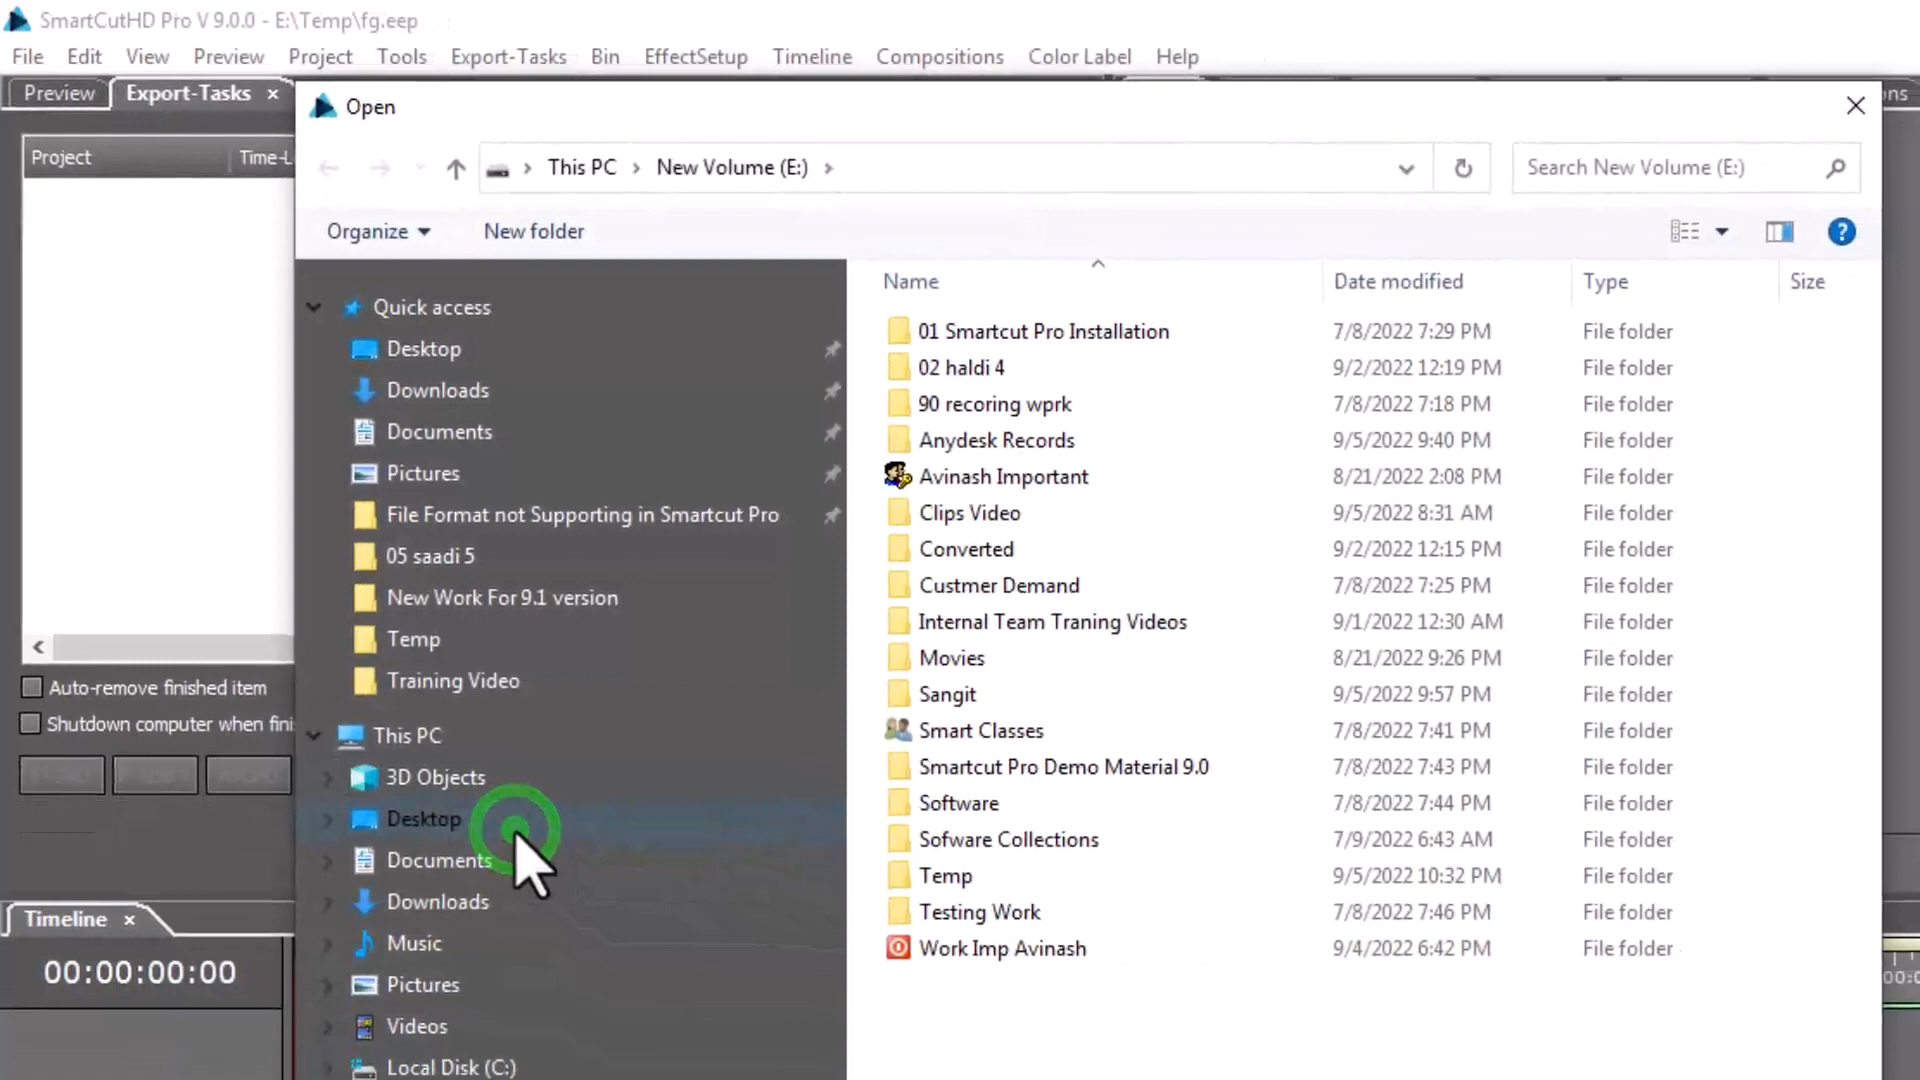 SmartCutHD Pro V 9.0.0 - E:\Temp\fg.eep
File Edit View Preview Project Tools Export-Tasks Bin EffectSetup Timeline Compositions Color Label Help
Preview Export-Tasks × ns
Open
Project Time-L
This PC › New Volume (E:) › Search New Volume (E:)
Organize New folder
Name Date modified Type Size
Quick access
Desktop
Downloads
Documents
Pictures
File Format not Supporting in Smartcut Pro
05 saadi 5
New Work For 9.1 version
Temp
Training Video
This PC
3D Objects
Desktop
Documents
Downloads
Music
Pictures
Videos
Local Disk (C:)
01 Smartcut Pro Installation 7/8/2022 7:29 PM File folder
02 haldi 4 9/2/2022 12:19 PM File folder
90 recoring wprk 7/8/2022 7:18 PM File folder
Anydesk Records 9/5/2022 9:40 PM File folder
Avinash Important 8/21/2022 2:08 PM File folder
Clips Video 9/5/2022 8:31 AM File folder
Converted 9/2/2022 12:15 PM File folder
Custmer Demand 7/8/2022 7:25 PM File folder
Internal Team Traning Videos 9/1/2022 12:30 AM File folder
Movies 8/21/2022 9:26 PM File folder
Sangit 9/5/2022 9:57 PM File folder
Smart Classes 7/8/2022 7:41 PM File folder
Smartcut Pro Demo Material 9.0 7/8/2022 7:43 PM File folder
Software 7/8/2022 7:44 PM File folder
Sofware Collections 7/9/2022 6:43 AM File folder
Temp 9/5/2022 10:32 PM File folder
Testing Work 7/8/2022 7:46 PM File folder
Work Imp Avinash 9/4/2022 6:42 PM File folder
Auto-remove finished item
Shutdown computer when fini
Timeline ×
00:00:00:00
00:0